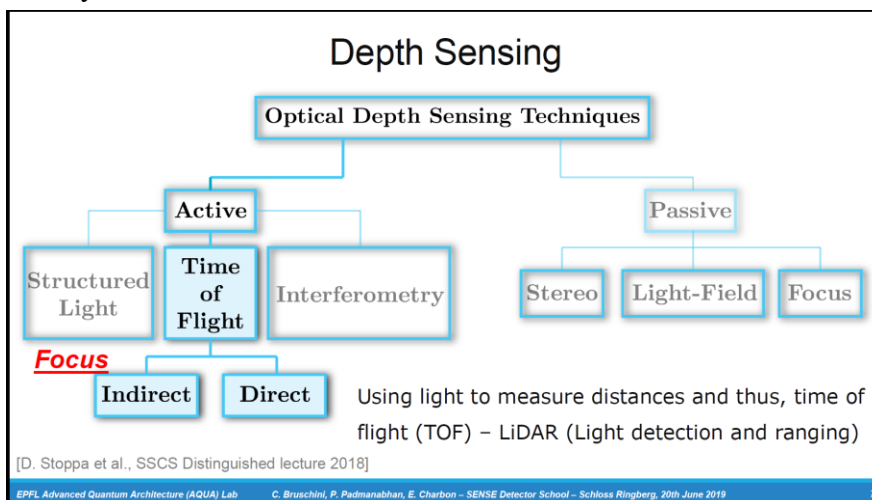 Depth Sensing
Optical Depth Sensing Techniques
Active
Passive
Structured
Light
Time
of
Flight
Interferometry
Stereo
Light-Field
Focus
Focus
Indirect
Direct
Using light to measure distances and thus, time of
flight (TOF) – LiDAR (Light detection and ranging)
[D. Stoppa et al., SSCS Distinguished lecture 2018]
EPFL Advanced Quantum Architecture (AQUA) Lab
C. Bruschini, P. Padmanabhan, E. Charbon – SENSE Detector School – Schloss Ringberg, 20th June 2019